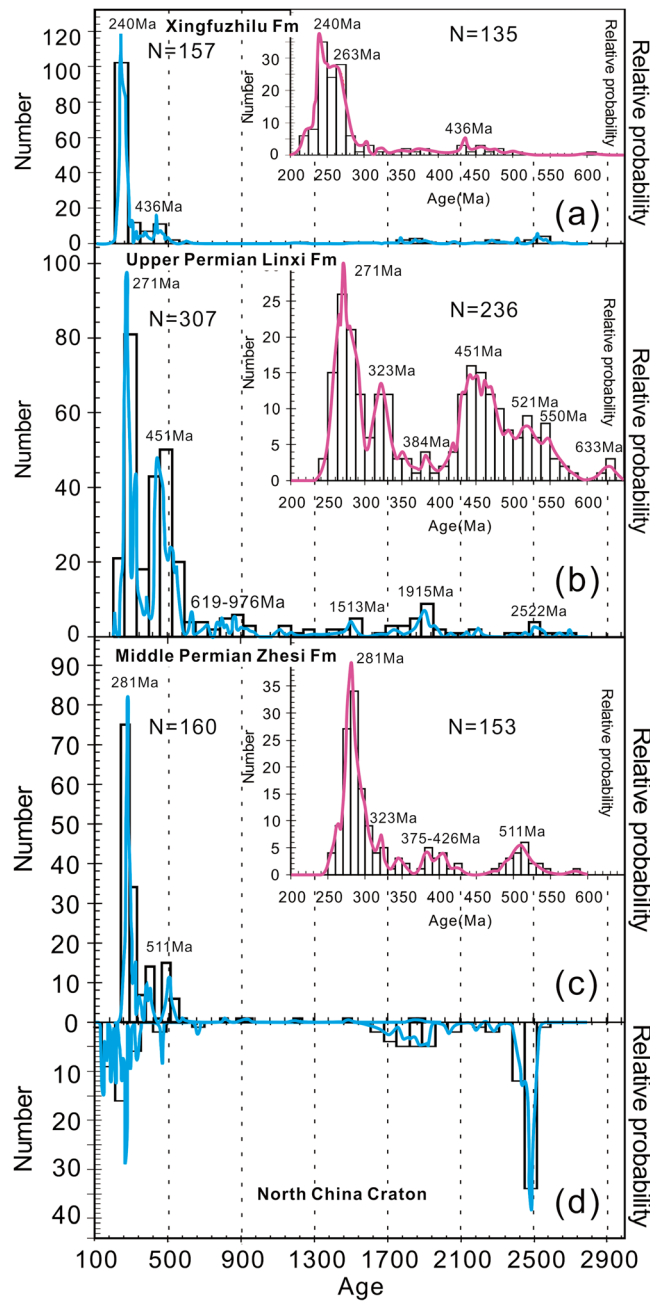 Xingfuzhilu Fm
240Ma
N=157
436Ma
120
100
80
60
40
20
0
Number
Relative probability
(a)
240Ma
263Ma
N=135
436Ma
30
20
10
0
Number
Relative probability
200 250 300 350 400 450 500 550 600
Age(Ma)
Upper Permian Linxi Fm
271Ma
N=307
451Ma
619-976Ma
1513Ma
1915Ma
2522Ma
100
80
60
40
20
0
Number
Relative probability
(b)
271Ma
N=236
323Ma
384Ma
451Ma
521Ma
550Ma
633Ma
25
20
15
10
5
0
Number
Relative probability
200 250 300 350 400 450 500 550 600
Age(Ma)
Middle Permian Zhesi Fm
281Ma
N=160
511Ma
90
80
70
60
50
40
30
20
10
0
Number
Relative probability
(c)
281Ma
N=153
323Ma
375-426Ma
511Ma
35
30
25
20
15
10
5
0
Number
Relative probability
200 250 300 350 400 450 500 550 600
Age(Ma)
10
20
30
40
Number
Relative probability
North China Craton
(d)
100 500 900 1300 1700 2100 2500 2900
Age